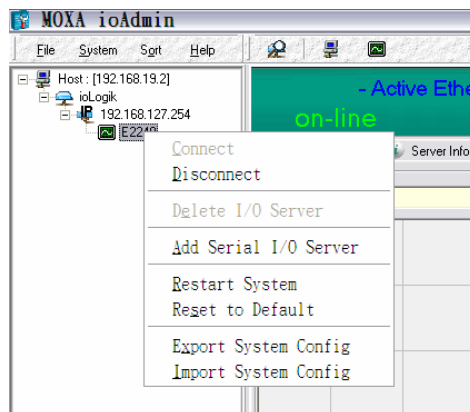 MOXA ioAdmin
File System Sort Help
Host : [192.168.19.2]
ioLogik
192.168.127.254
E2240
- Active Ethe
on-line
Server Info
Connect
Disconnect
Delete I/O Server
Add Serial I/O Server
Restart System
Reset to Default
Export System Config
Import System Config